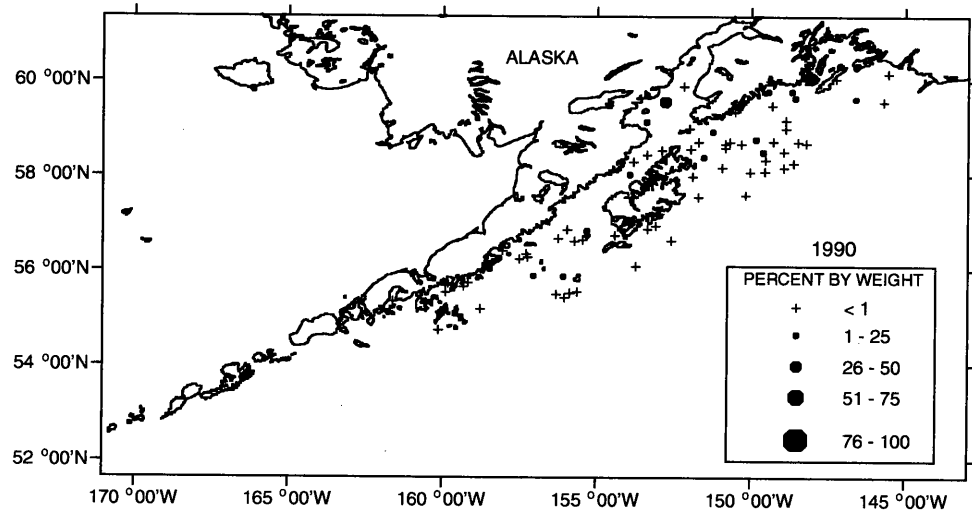 ALASKA
60 °00'N
58 °00'N
56 °00'N
54 °00'N
52 °00'N
1990
PERCENT BY WEIGHT
+ < 1
1 - 25
26 - 50
51 - 75
76 - 100
170 °00'W 165 °00'W 160 °00'W 155 °00'W 150 °00'W 145 °00'W